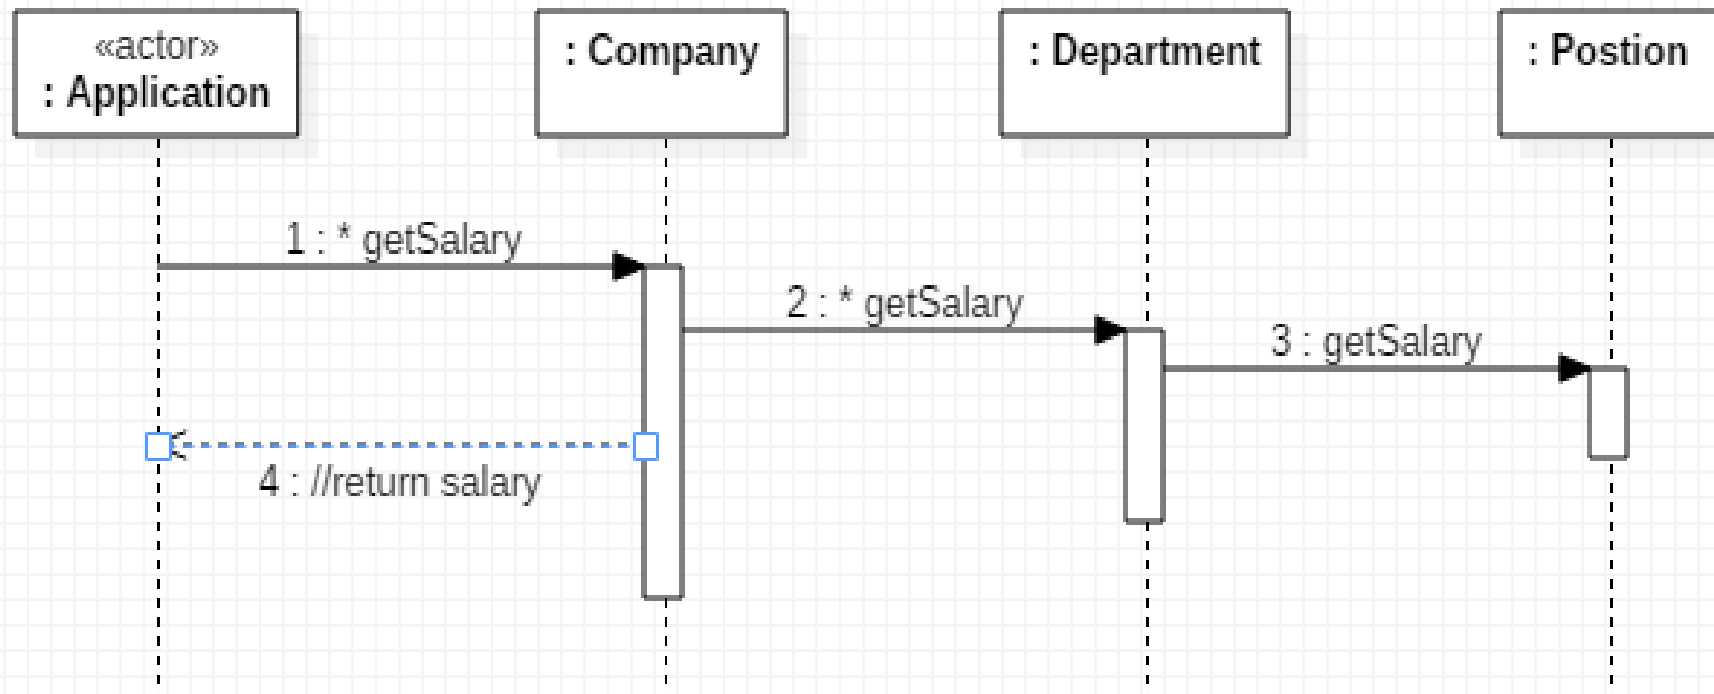 «actor»
: Application
: Company
: Department
: Postion
1 : * getSalary
2 : * getSalary
3 : getSalary
4 : //return salary